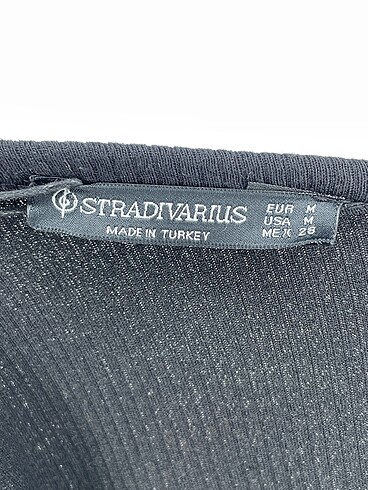 STRADIVARIUS
MADE IN TURKEY
EUR M
USA M
MEX 28